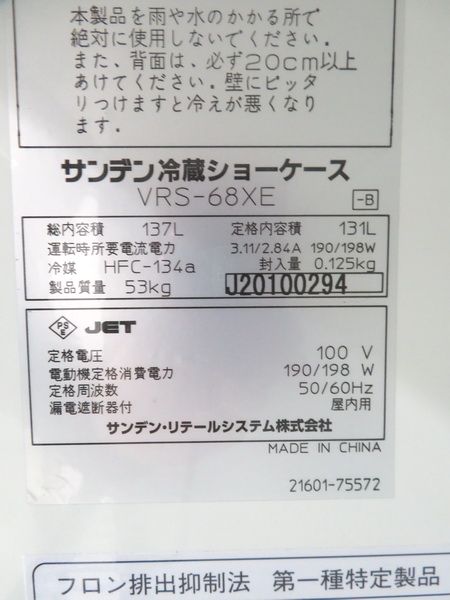 本製品を雨や水のかかる所で
絶対に使用しないでください。
また、背面は、必ず20cm以上
あけてください。壁にピッタ
リつけますと冷えが悪くなり
ます。
サンデン冷蔵ショーケース
VRS-68XE -B
総内容積 137L 定格内容積 131L
運転時所要電流電力 3.11/2.84A 190/198W
冷媒 HFC-134a 封入量 0.125kg
製品質量 53kg J20100294
PSE JET
定格電圧 100 V
電動機定格消費電力 190/198 W
定格周波数 50/60Hz
漏電遮断器付 屋内用
サンデン・リテールシステム株式会社
MADE IN CHINA
21601-75572
フロン排出抑制法 第一種特定製品